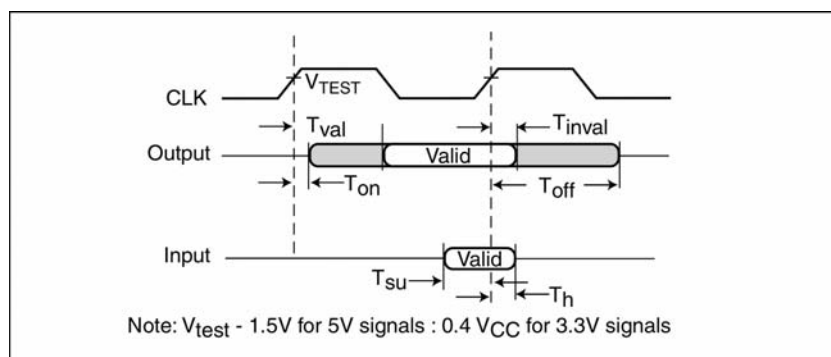 VTEST
CLK
Tval
Tinval
Output
Valid
Ton
Toff
Input
Valid
Tsu
Th
Note: Vtest - 1.5V for 5V signals : 0.4 VCC for 3.3V signals